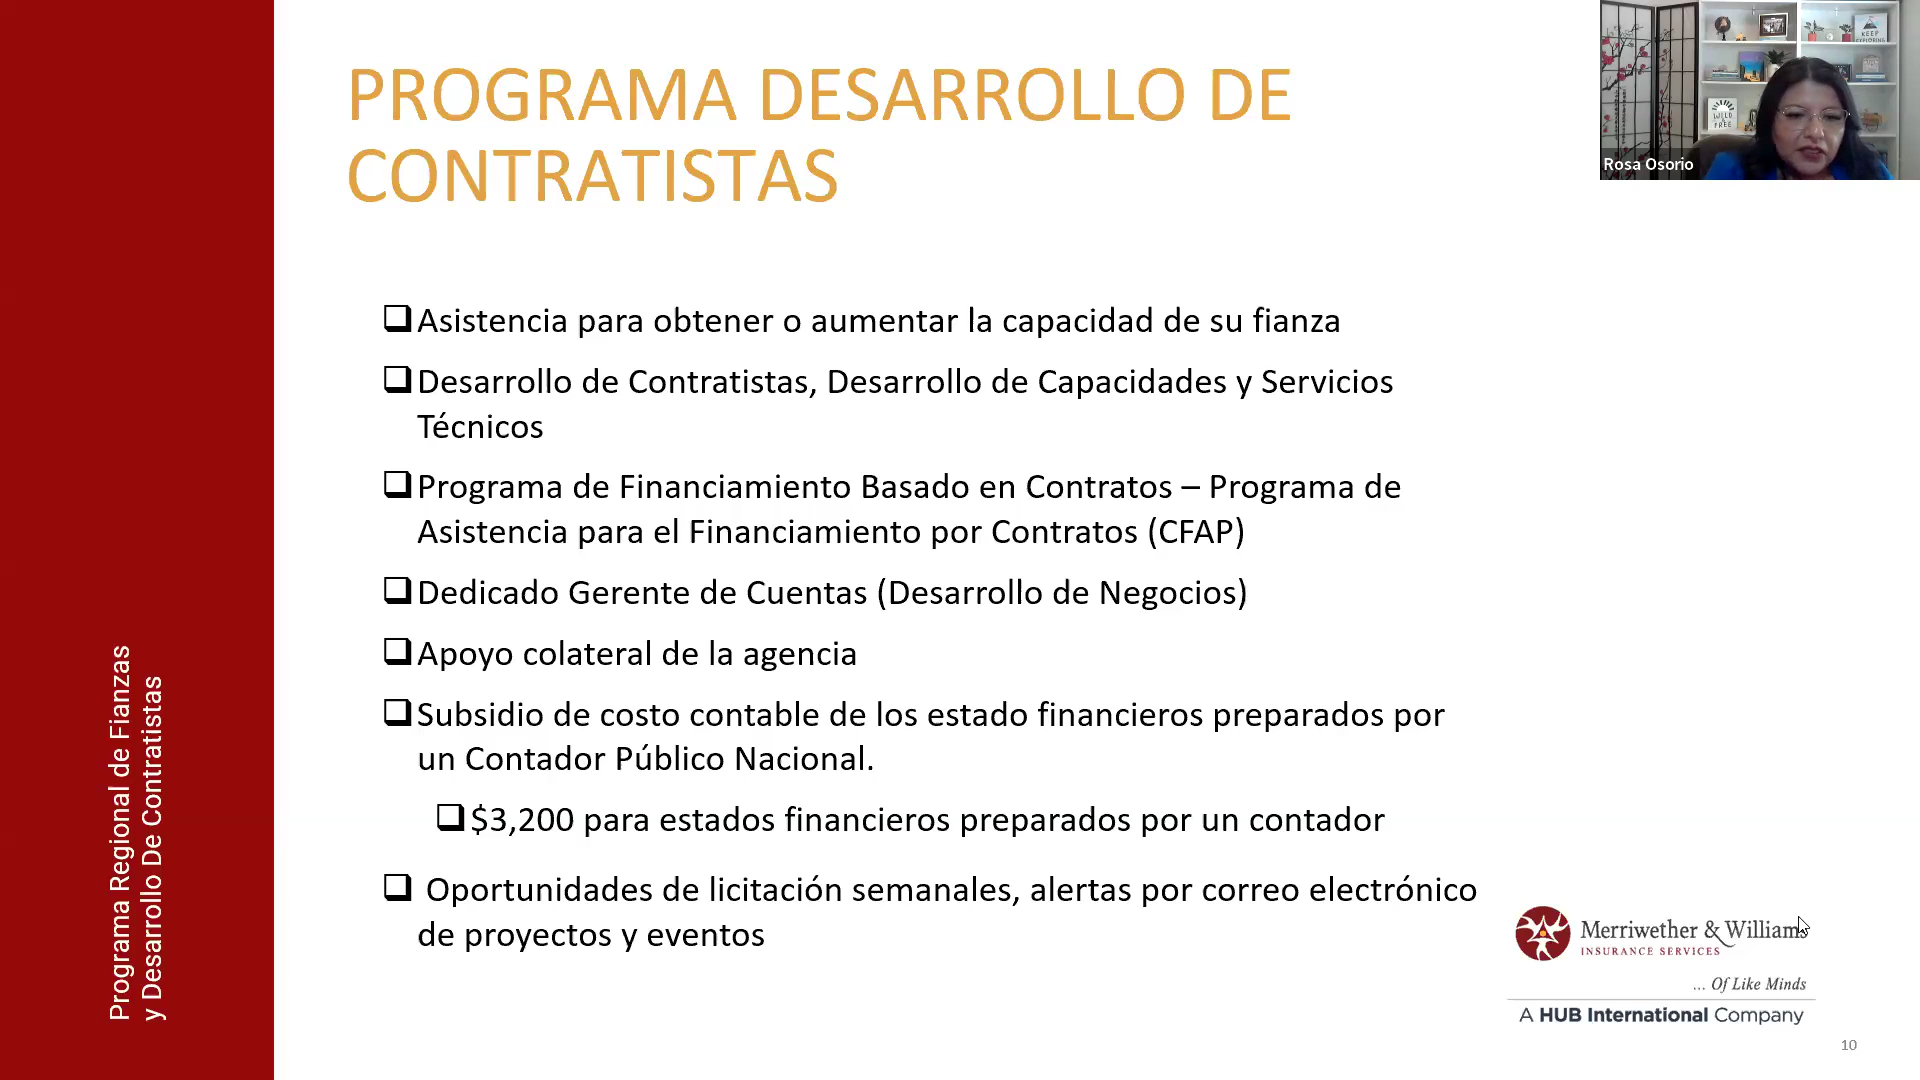 PROGRAMA DESARROLLO DE
CONTRATISTAS
Asistencia para obtener o aumentar la capacidad de su fianza
Desarrollo de Contratistas, Desarrollo de Capacidades y Servicios
Técnicos
Programa de Financiamiento Basado en Contratos – Programa de
Asistencia para el Financiamiento por Contratos (CFAP)
Dedicado Gerente de Cuentas (Desarrollo de Negocios)
Apoyo colateral de la agencia
Subsidio de costo contable de los estado financieros preparados por
un Contador Público Nacional.
$3,200 para estados financieros preparados por un contador
Oportunidades de licitación semanales, alertas por correo electrónico
de proyectos y eventos
Programa Regional de Fianzas
y Desarrollo De Contratistas
KEEP
EXPLORING
WILD
& FREE
Rosa Osorio
Merriwether & Williams
INSURANCE SERVICES
... Of Like Minds
A HUB International Company
10